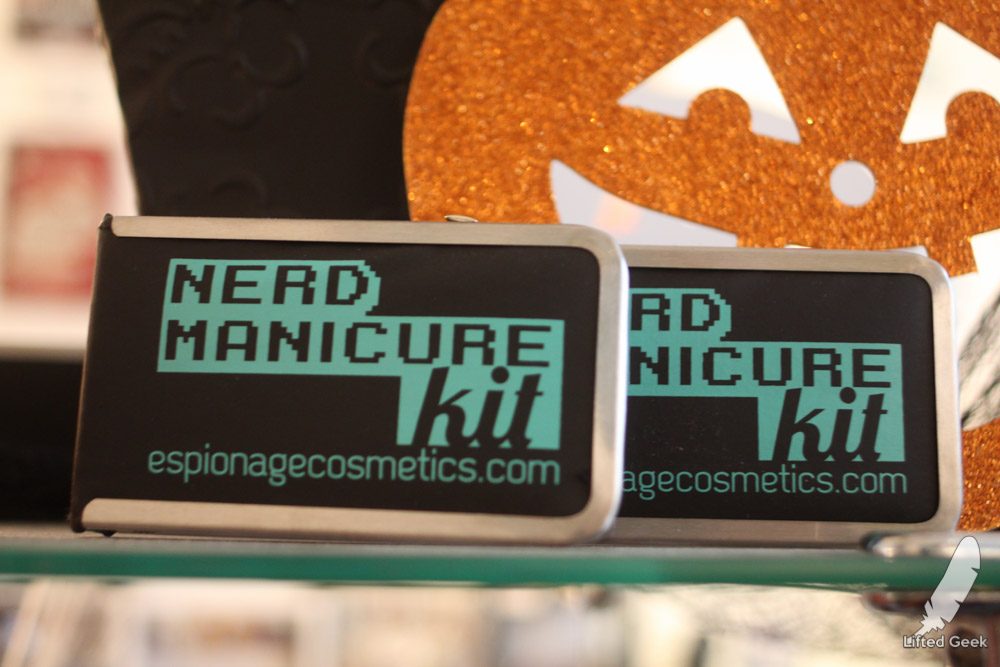 NERD
MANICURE
kit
espionagecosmetics.com
RD
NICURE
kit
agecosmetics.com
Lifted Geek